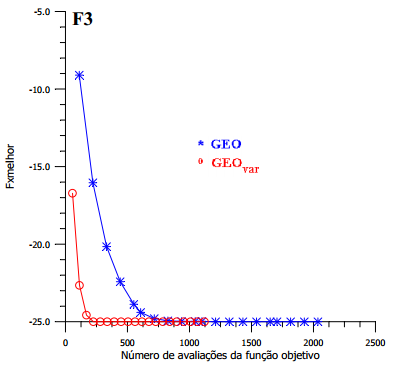 F3
-5.0
-10.0
-15.0
-20.0
-25.0
Fxmelhor
* GEO
° GEOvar
0 500 1000 1500 2000 2500
Número de avaliações da função objetivo